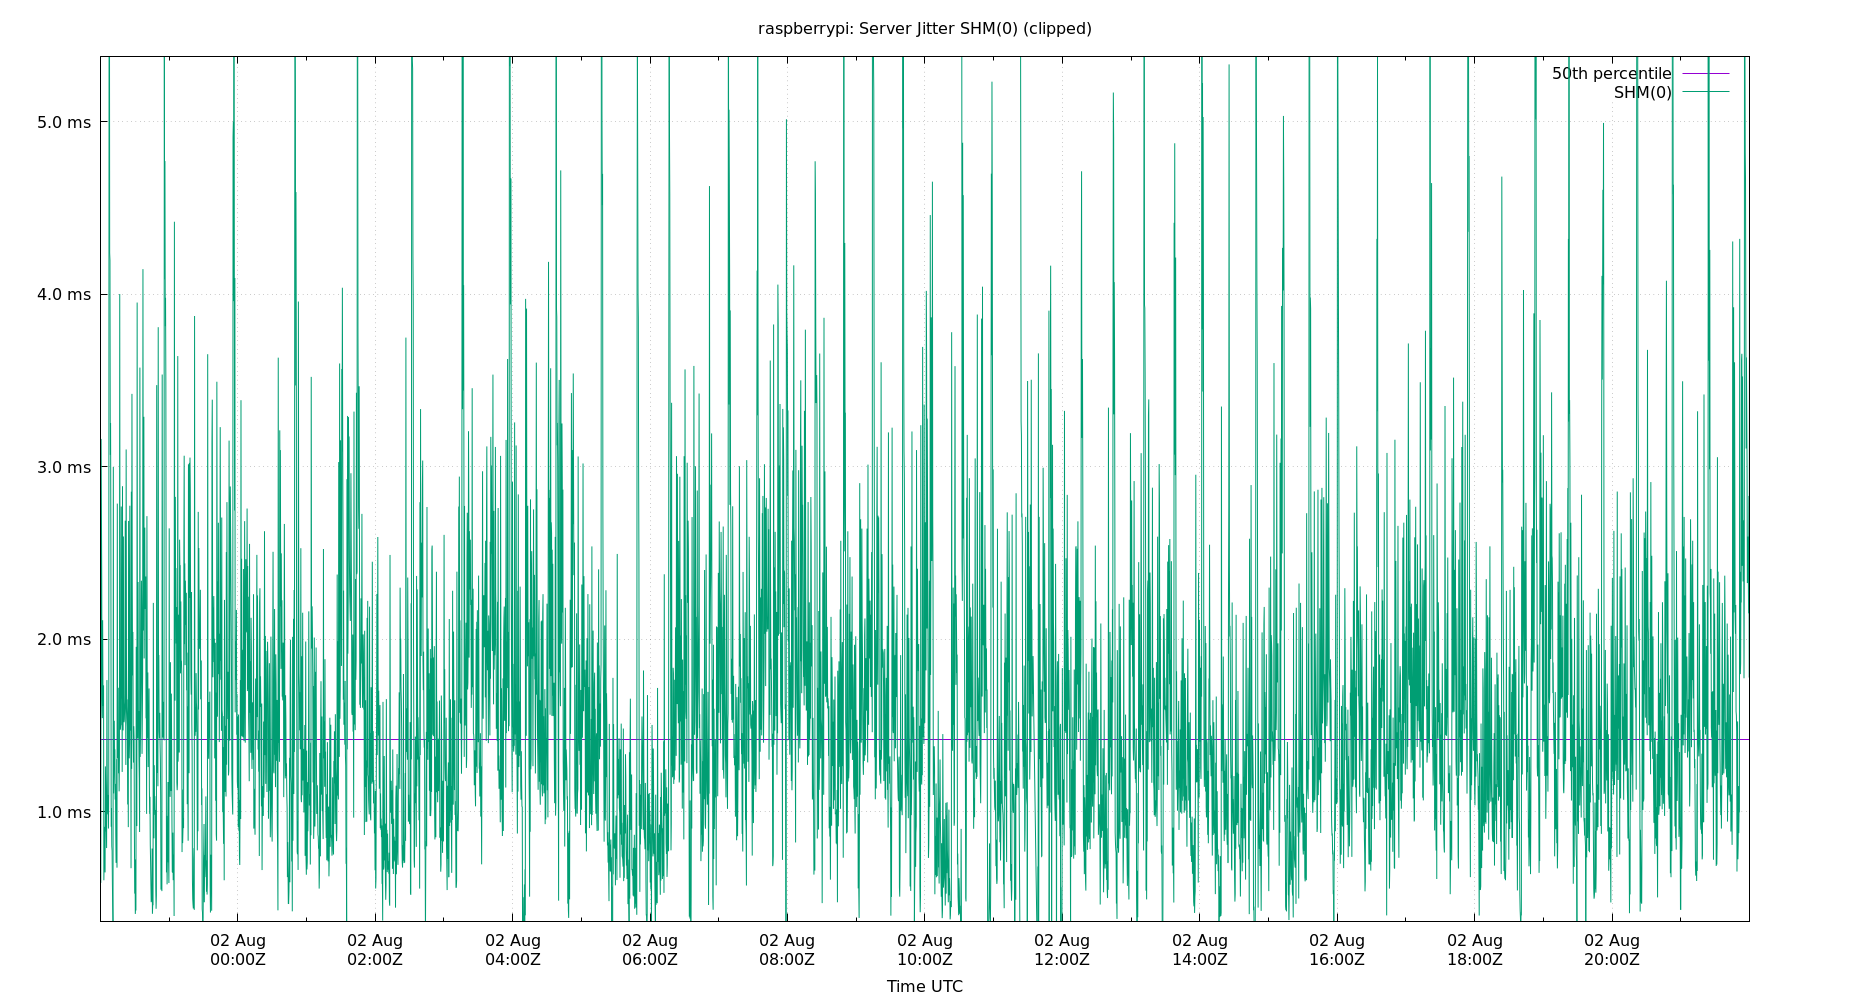 raspberrypi: Server Jitter SHM(0) (clipped)
50th percentile
SHM(0)
5.0 ms
4.0 ms
3.0 ms
2.0 ms
1.0 ms
02 Aug 02 Aug 02 Aug 02 Aug 02 Aug 02 Aug 02 Aug 02 Aug 02 Aug 02 Aug 02 Aug
00:00Z 02:00Z 04:00Z 06:00Z 08:00Z 10:00Z 12:00Z 14:00Z 16:00Z 18:00Z 20:00Z
Time UTC